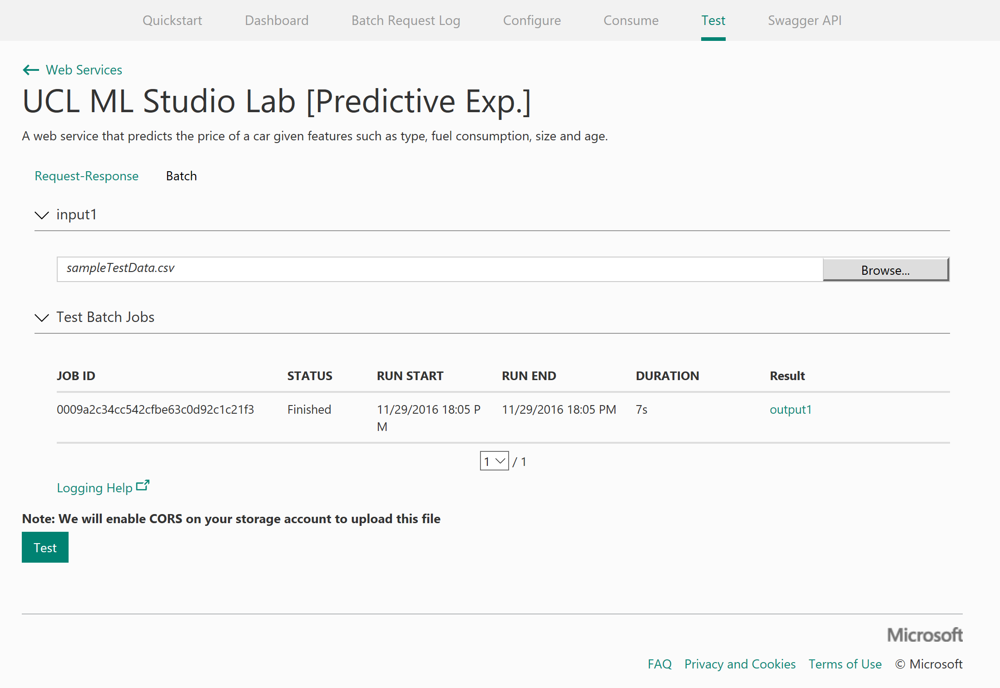 Quickstart Dashboard Batch Request Log Configure Consume Test Swagger API
Web Services
UCL ML Studio Lab [Predictive Exp.]
A web service that predicts the price of a car given features such as type, fuel consumption, size and age.
Request-Response Batch
input1
sampleTestData.csv Browse...
Test Batch Jobs
JOB ID STATUS RUN START RUN END DURATION Result
0009a2c34cc542cfbe63c0d92c1c21f3 Finished 11/29/2016 18:05 P 11/29/2016 18:05 PM 7s output1
M
1 / 1
Logging Help
Note: We will enable CORS on your storage account to upload this file
Test
Microsoft
FAQ Privacy and Cookies Terms of Use © Microsoft